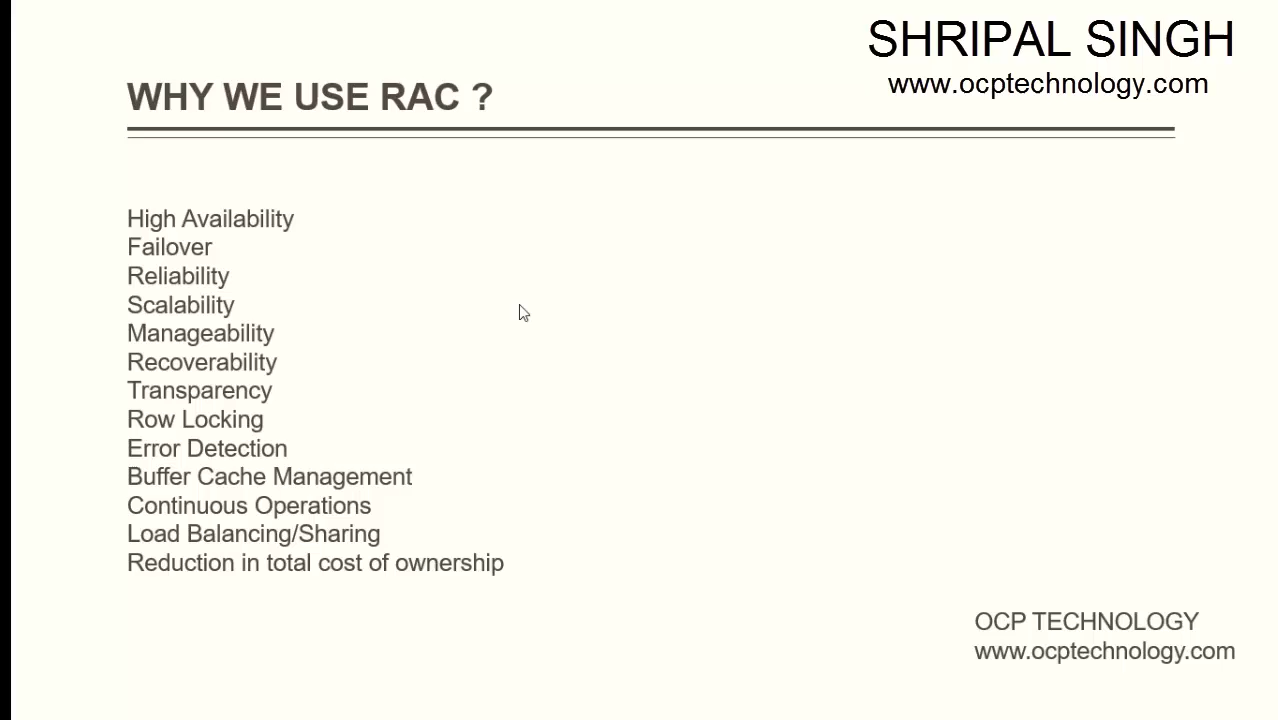 SHRIPAL SINGH
www.ocptechnology.com
WHY WE USE RAC ?
High Availability
Failover
Reliability
Scalability
Manageability
Recoverability
Transparency
Row Locking
Error Detection
Buffer Cache Management
Continuous Operations
Load Balancing/Sharing
Reduction in total cost of ownership
OCP TECHNOLOGY
www.ocptechnology.com